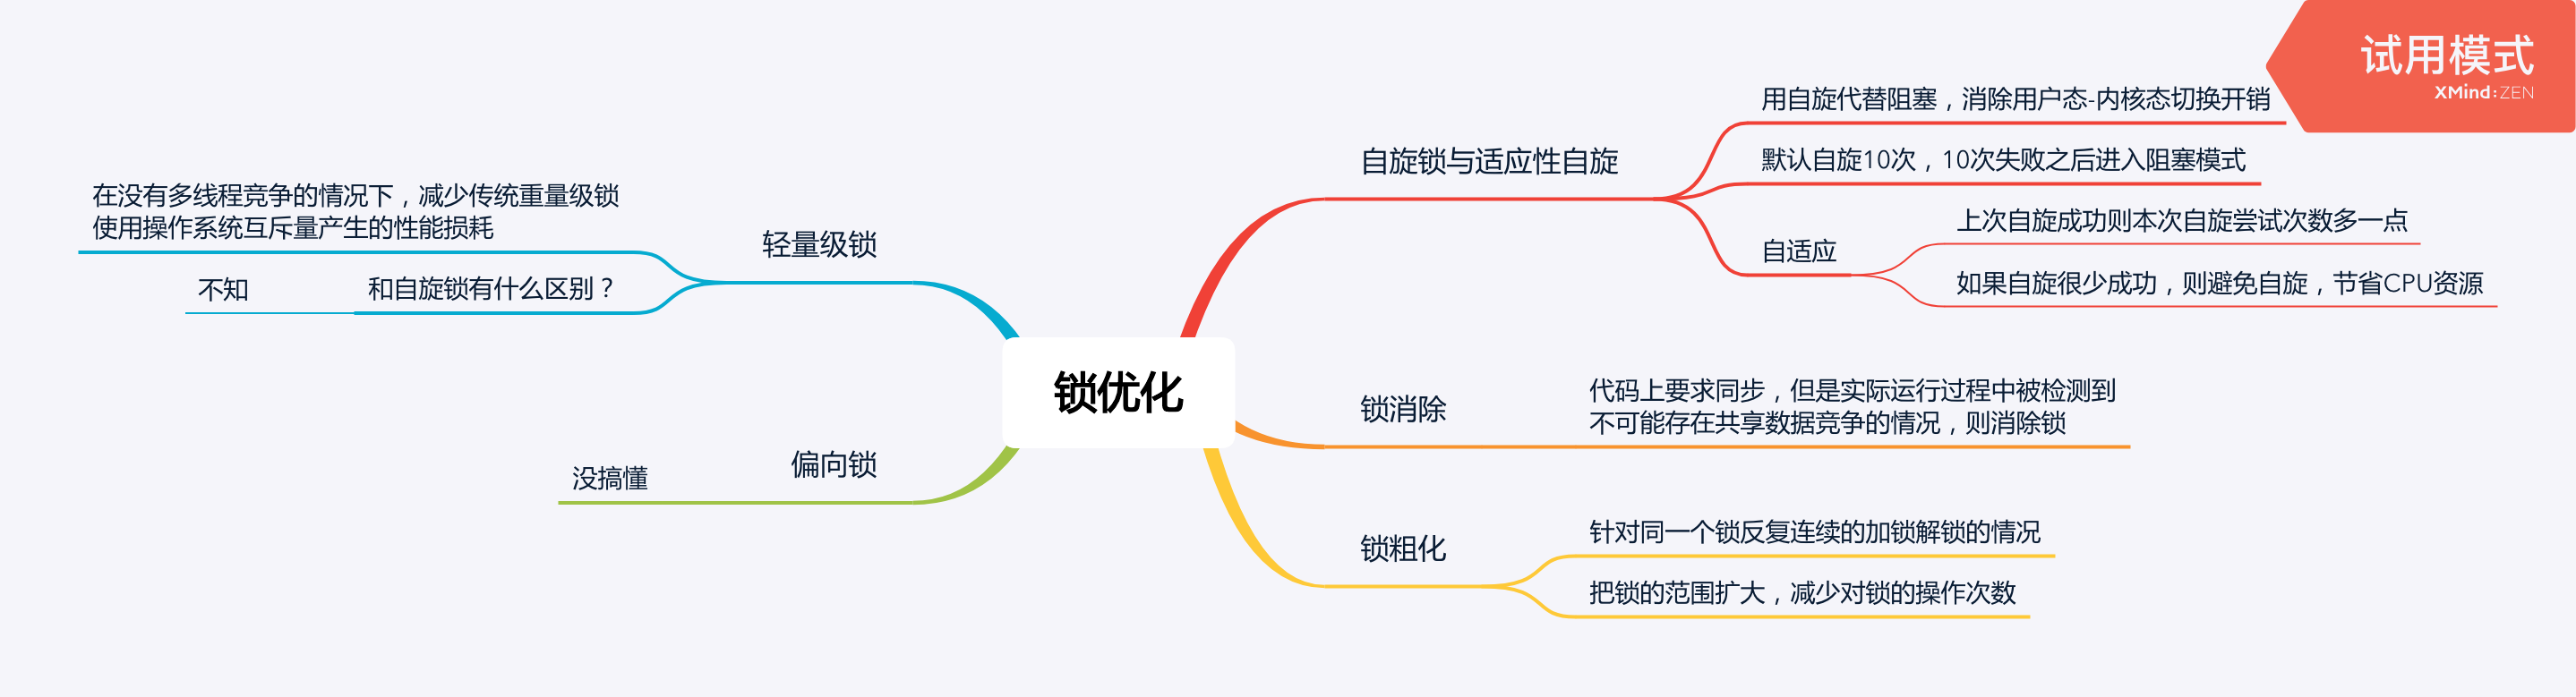 试用模式
XMind:ZEN
锁优化
自旋锁与适应性自旋
用自旋代替阻塞，消除用户态-内核态切换开销
默认自旋10次，10次失败之后进入阻塞模式
自适应
上次自旋成功则本次自旋尝试次数多一点
如果自旋很少成功，则避免自旋，节省CPU资源
锁消除
代码上要求同步，但是实际运行过程中被检测到
不可能存在共享数据竞争的情况，则消除锁
锁粗化
针对同一个锁反复连续的加锁解锁的情况
把锁的范围扩大，减少对锁的操作次数
轻量级锁
在没有多线程竞争的情况下，减少传统重量级锁
使用操作系统互斥量产生的性能损耗
和自旋锁有什么区别？
不知
偏向锁
没搞懂